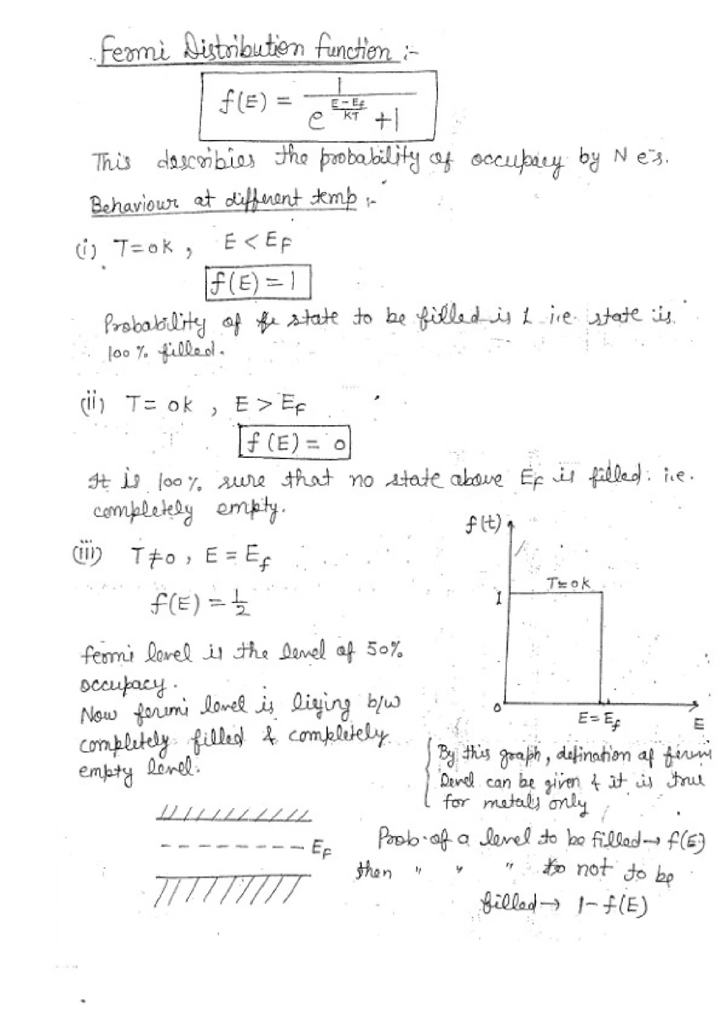 Fermi Distribution function :-
f(E) = 1 / e^(E-Ef / KT) +1
This describies the probability of occupacy by N e's.
Behaviour at different temp :-
(i) T=0K , E < EF
f(E) = 1
Probability of state to be filled is 1 i.e. state is
100 % filled.
(ii) T= 0K , E > EF
f (E) = 0
It is 100 % sure that no state above EF is filled. i.e.
completely empty.
(iii) T≠0 , E = Ef
f(E) = 1/2
fermi level is the level of 50%
occupacy.
Now fermi level is liying b/w
completely filled & completely
empty level.
EF
f(t)
T=0K
1
0
E=Ef
E
By this graph, defination of fermi
level can be given & it is true
for metals only
Prob. of a level to be filled → f(E)
then " " " to not to be
filled → 1-f(E)